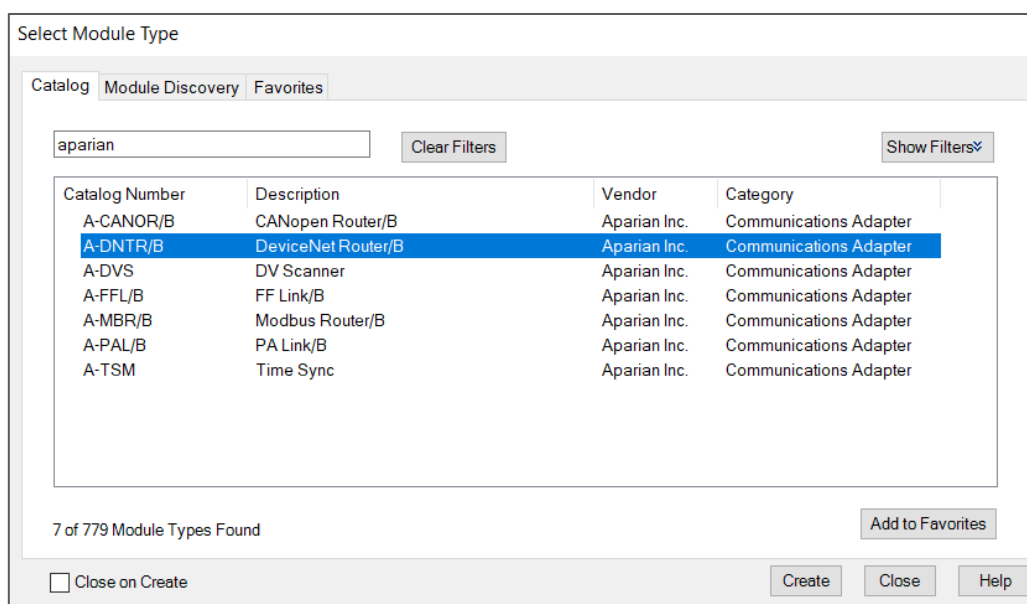 Select Module Type
Catalog Module Discovery Favorites
aparian Clear Filters Show Filters
Catalog Number Description Vendor Category
A-CANOR/B CANopen Router/B Aparian Inc. Communications Adapter
A-DNTR/B DeviceNet Router/B Aparian Inc. Communications Adapter
A-DVS DV Scanner Aparian Inc. Communications Adapter
A-FFL/B FF Link/B Aparian Inc. Communications Adapter
A-MBR/B Modbus Router/B Aparian Inc. Communications Adapter
A-PAL/B PA Link/B Aparian Inc. Communications Adapter
A-TSM Time Sync Aparian Inc. Communications Adapter
7 of 779 Module Types Found Add to Favorites
Close on Create Create Close Help